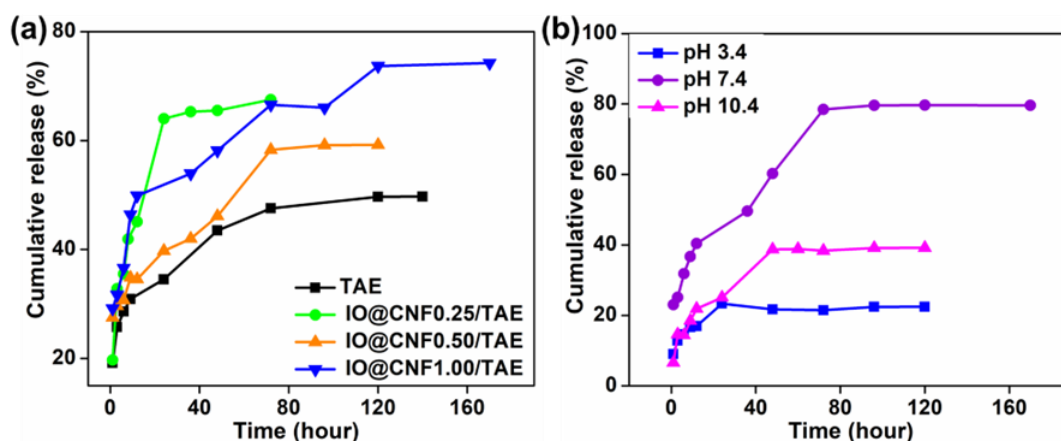 (a)
Cumulative release (%)
80
60
40
20
TAE
IO@CNF0.25/TAE
IO@CNF0.50/TAE
IO@CNF1.00/TAE
0 40 80 120 160
Time (hour)
(b)
Cumulative release (%)
100
80
60
40
20
0
pH 3.4
pH 7.4
pH 10.4
0 40 80 120 160
Time (hour)